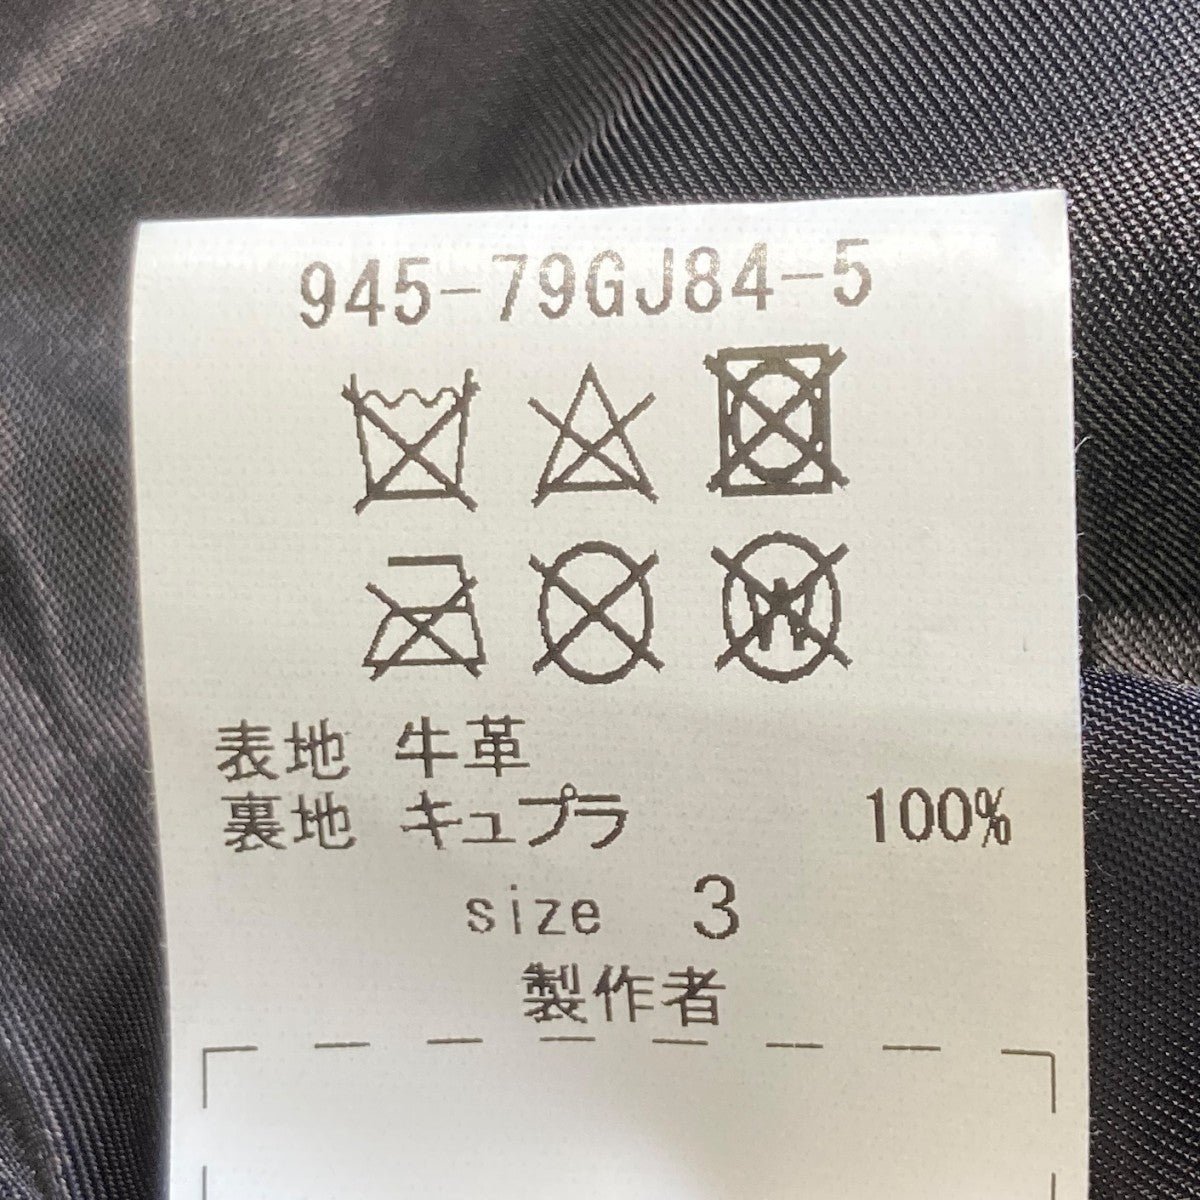 945-79GJ84-5
表地 牛革
裏地 キュプラ 100%
size 3
製作者